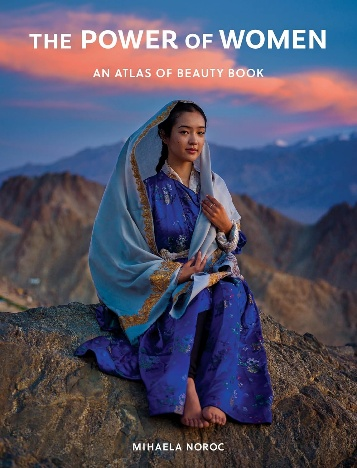 THE POWER OF WOMEN
AN ATLAS OF BEAUTY BOOK
MIHAELA NOROC